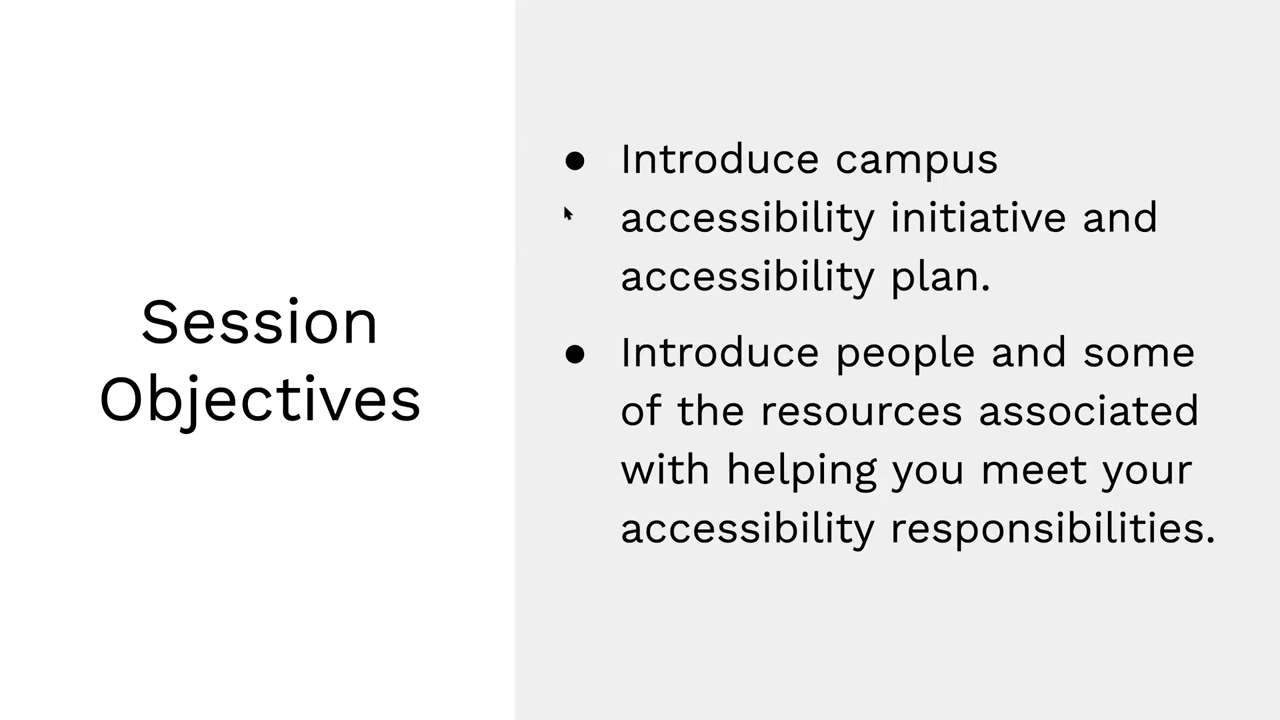 Session
Objectives
● Introduce campus
accessibility initiative and
accessibility plan.
● Introduce people and some
of the resources associated
with helping you meet your
accessibility responsibilities.